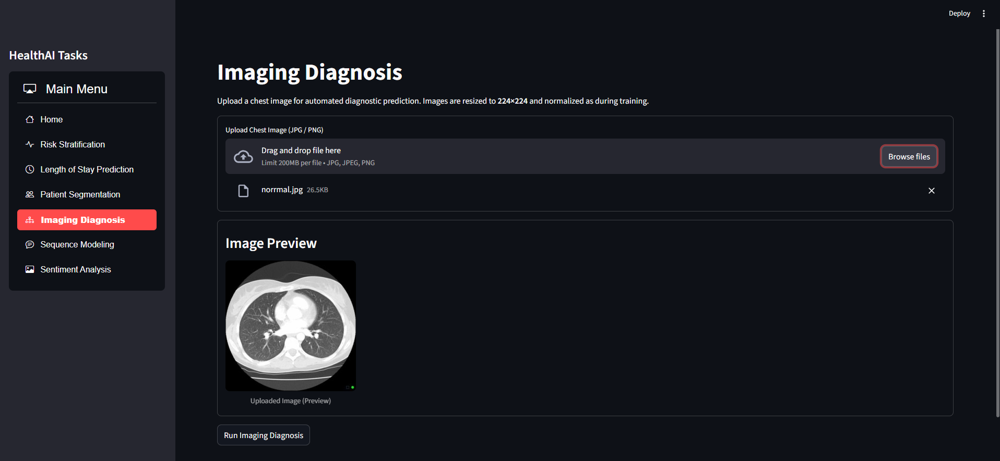 Deploy
HealthAI Tasks
Main Menu
Home
Risk Stratification
Length of Stay Prediction
Patient Segmentation
Imaging Diagnosis
Sequence Modeling
Sentiment Analysis
Imaging Diagnosis
Upload a chest image for automated diagnostic prediction. Images are resized to 224×224 and normalized as during training.
Upload Chest Image (JPG / PNG)
Drag and drop file here
Limit 200MB per file • JPG, JPEG, PNG
Browse files
norrmal.jpg 26.5KB
Image Preview
Uploaded Image (Preview)
Run Imaging Diagnosis